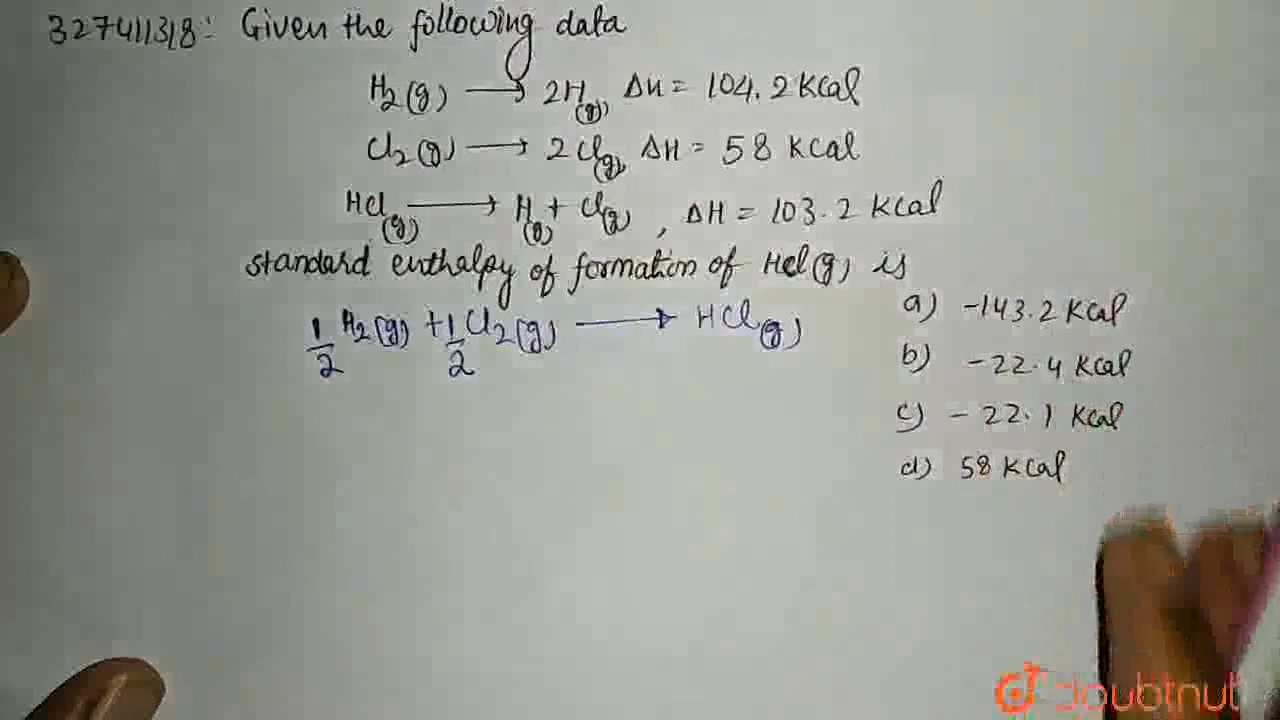 327411318: Given the following data
H₂(g) → 2H(g), ΔH = 104.2 Kcal
Cl₂(g) → 2Cl(g), ΔH = 58 Kcal
HCl(g) → H(g) + Cl(g), ΔH = 103.2 Kcal
standard enthalpy of formation of Hcl(g) is
1/2 H₂(g) + 1/2 Cl₂(g) → HCl(g)
a) -143.2 Kcal
b) -22.4 Kcal
c) -22.1 Kcal
d) 58 Kcal
doubtnut